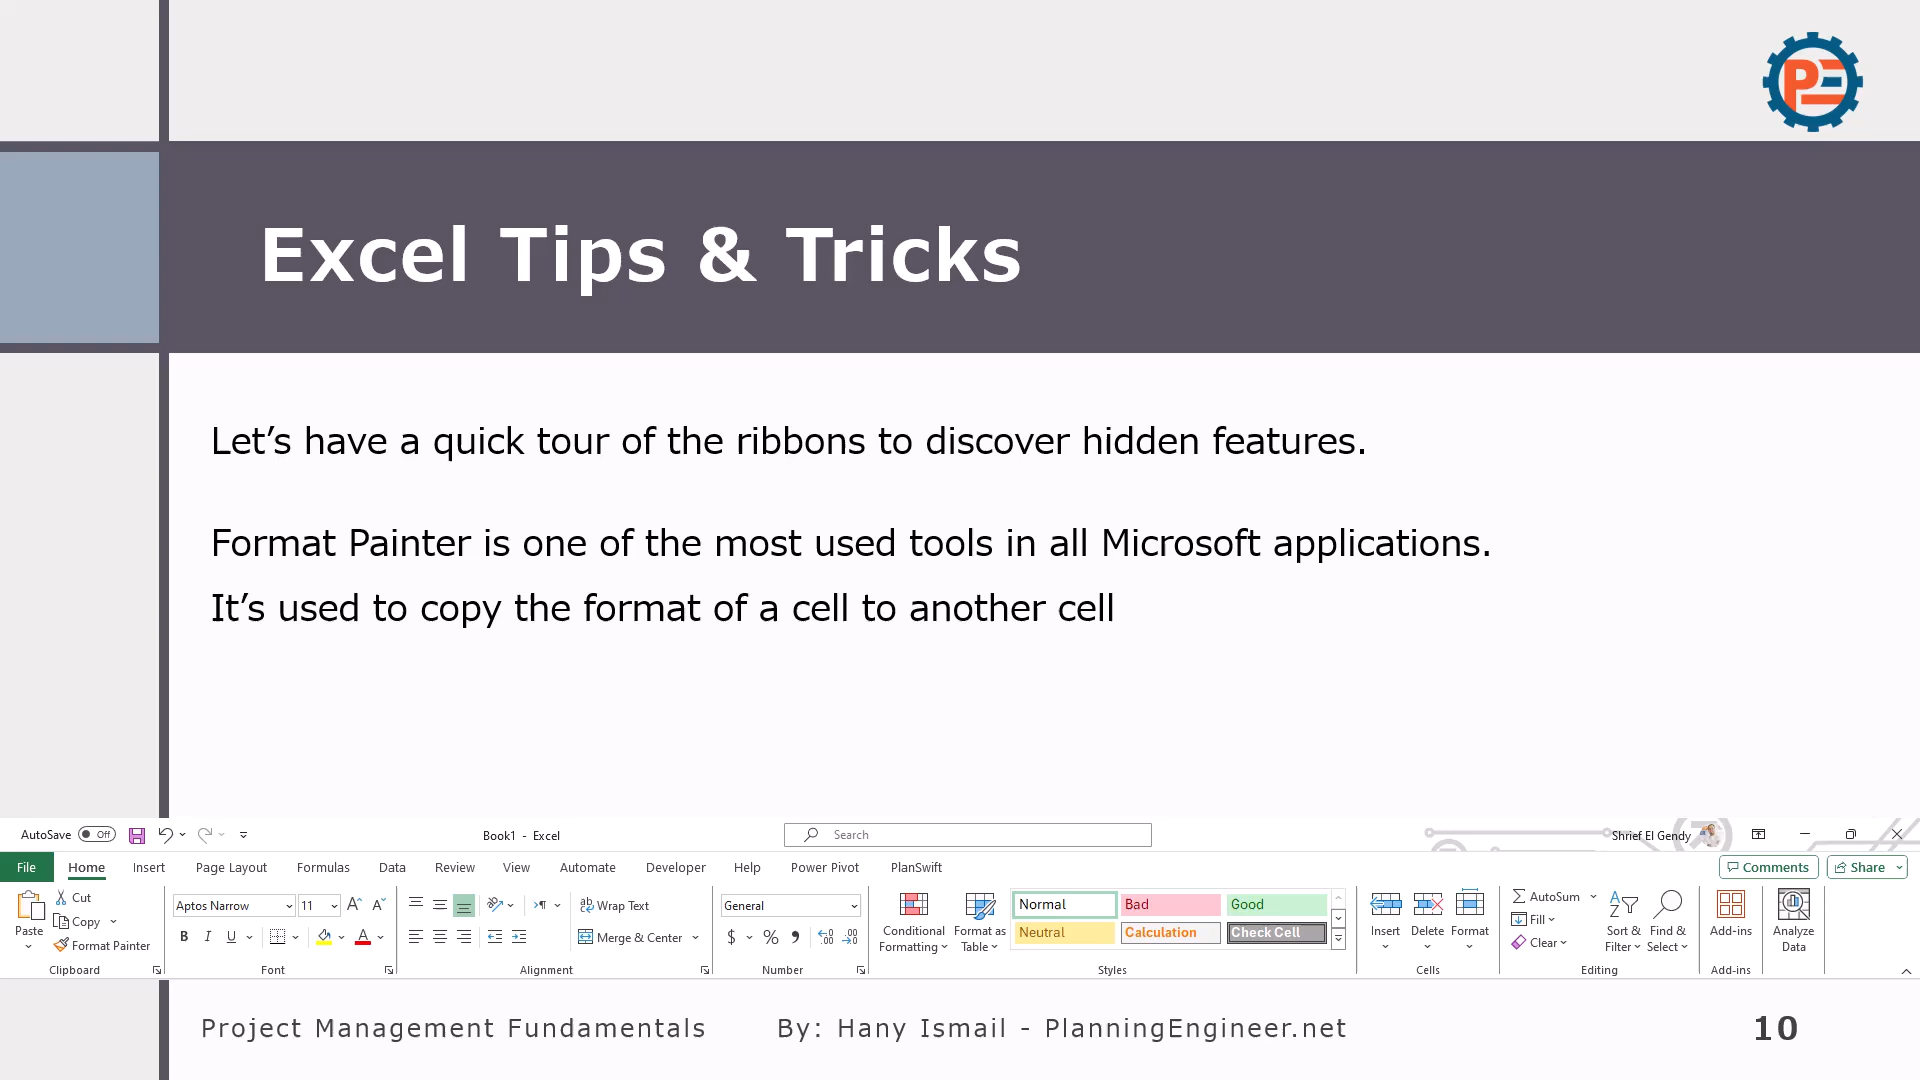 PE
Excel Tips & Tricks
Let’s have a quick tour of the ribbons to discover hidden features.
Format Painter is one of the most used tools in all Microsoft applications.
It’s used to copy the format of a cell to another cell
AutoSave Off Book1 - Excel Search Shrief El Gendy
File Home Insert Page Layout Formulas Data Review View Automate Developer Help Power Pivot PlanSwift Comments Share
Paste Cut Copy Format Painter
Clipboard
Aptos Narrow 11 A A
B I U A
Font
ab Wrap Text
Merge & Center
Alignment
General
$ % 9 .00 .00
Number
Conditional Formatting
Format as Table
Normal Bad Good
Neutral Calculation Check Cell
Styles
Insert Delete Format
Cells
AutoSum
Fill
Clear
Sort & Filter
Find & Select
Editing
Add-ins
Add-ins
Analyze Data
Project Management Fundamentals By: Hany Ismail - PlanningEngineer.net 10